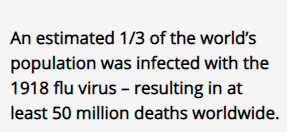 An estimated 1/3 of the world’s
population was infected with the
1918 flu virus – resulting in at
least 50 million deaths worldwide.